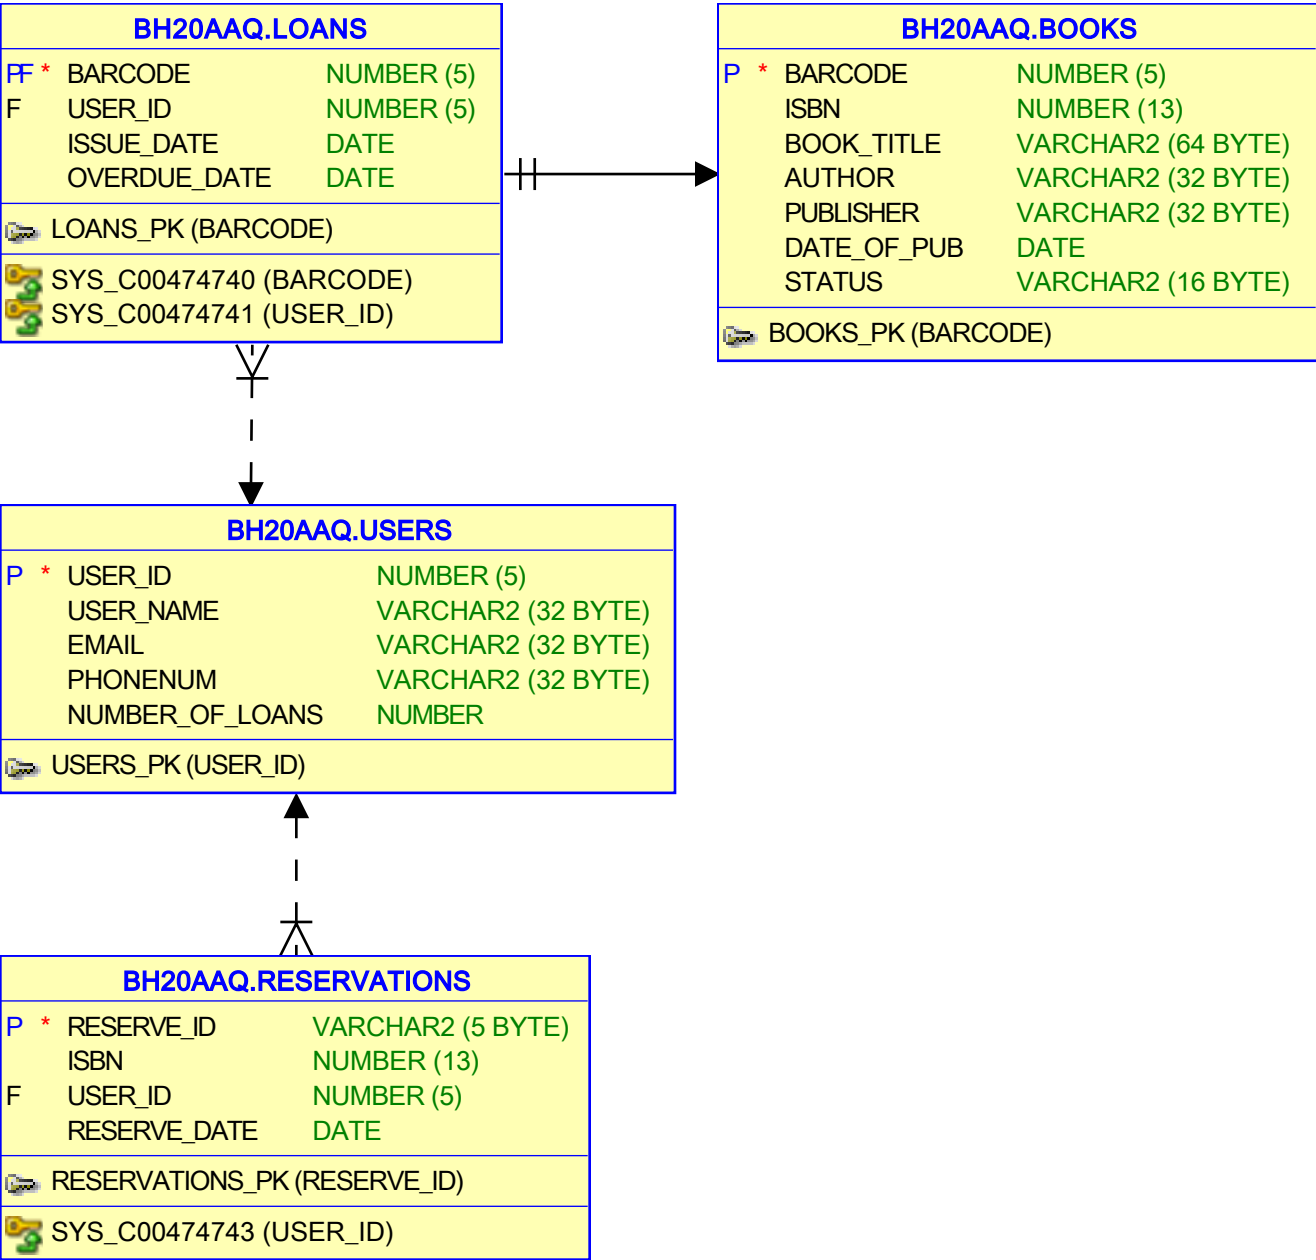 BH20AAQ.LOANS
PF * BARCODE NUMBER (5)
F USER_ID NUMBER (5)
ISSUE_DATE DATE
OVERDUE_DATE DATE
LOANS_PK (BARCODE)
SYS_C00474740 (BARCODE)
SYS_C00474741 (USER_ID)
BH20AAQ.BOOKS
P * BARCODE NUMBER (5)
ISBN NUMBER (13)
BOOK_TITLE VARCHAR2 (64 BYTE)
AUTHOR VARCHAR2 (32 BYTE)
PUBLISHER VARCHAR2 (32 BYTE)
DATE_OF_PUB DATE
STATUS VARCHAR2 (16 BYTE)
BOOKS_PK (BARCODE)
BH20AAQ.USERS
P * USER_ID NUMBER (5)
USER_NAME VARCHAR2 (32 BYTE)
EMAIL VARCHAR2 (32 BYTE)
PHONENUM VARCHAR2 (32 BYTE)
NUMBER_OF_LOANS NUMBER
USERS_PK (USER_ID)
BH20AAQ.RESERVATIONS
P * RESERVE_ID VARCHAR2 (5 BYTE)
ISBN NUMBER (13)
F USER_ID NUMBER (5)
RESERVE_DATE DATE
RESERVATIONS_PK (RESERVE_ID)
SYS_C00474743 (USER_ID)